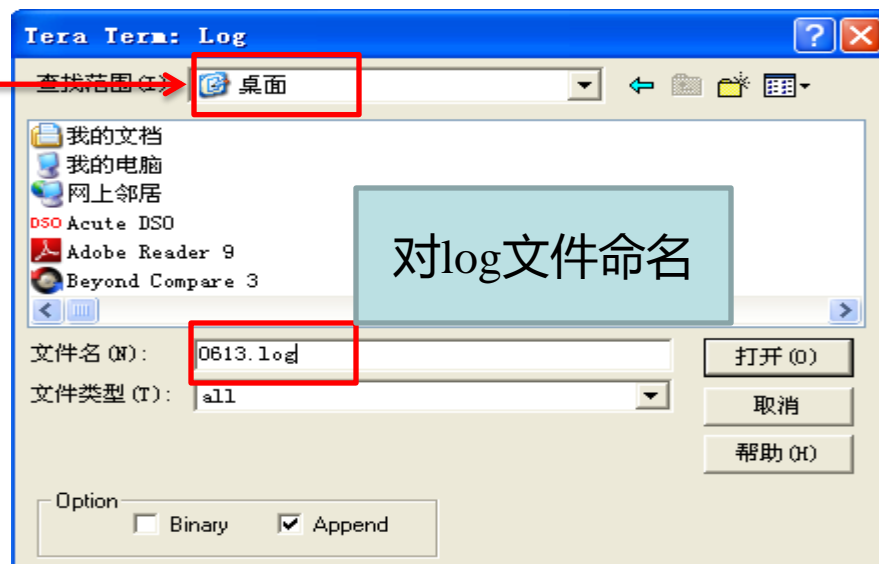 Tera Term: Log
查找范围(I): 桌面
我的文档
我的电脑
网上邻居
DSO Acute DSO
Adobe Reader 9
Beyond Compare 3
对log文件命名
文件名(N): 0613.log 打开(O)
文件类型(T): all 取消
帮助(H)
Option
Binary Append